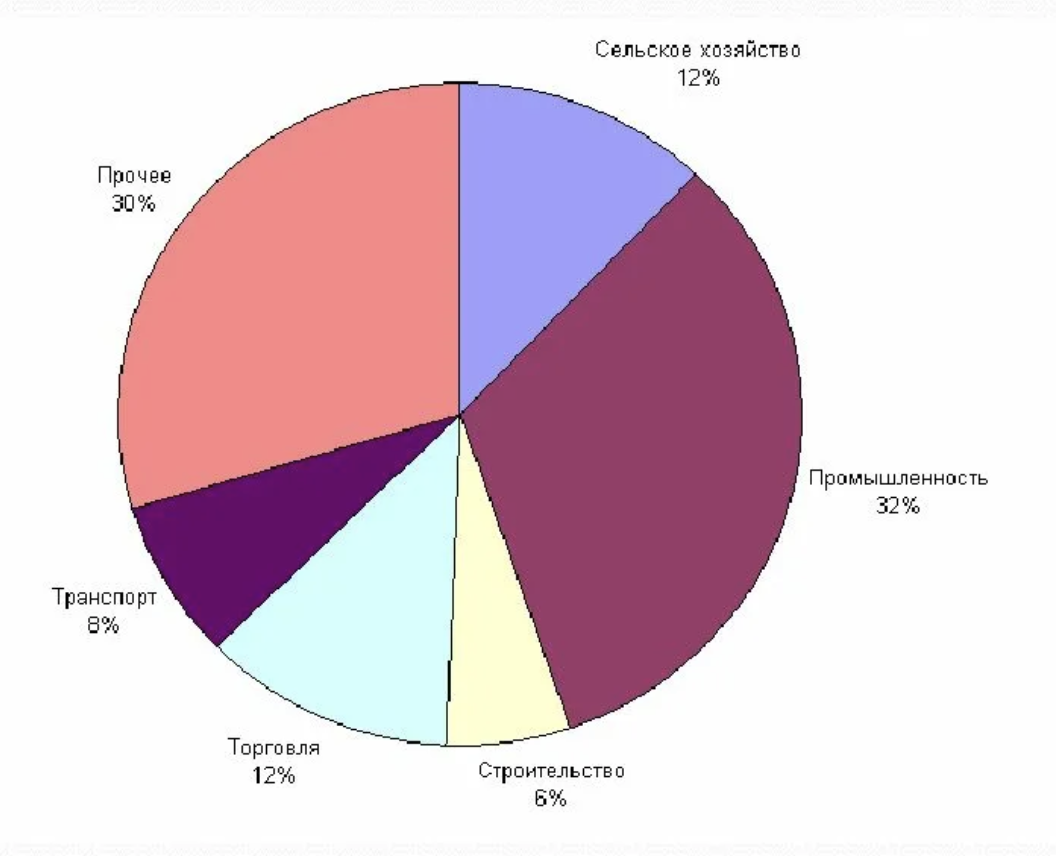 Сельское хозяйство
12%
Прочее
30%
Промышленность
32%
Транспорт
8%
Торговля
12%
Строительство
6%